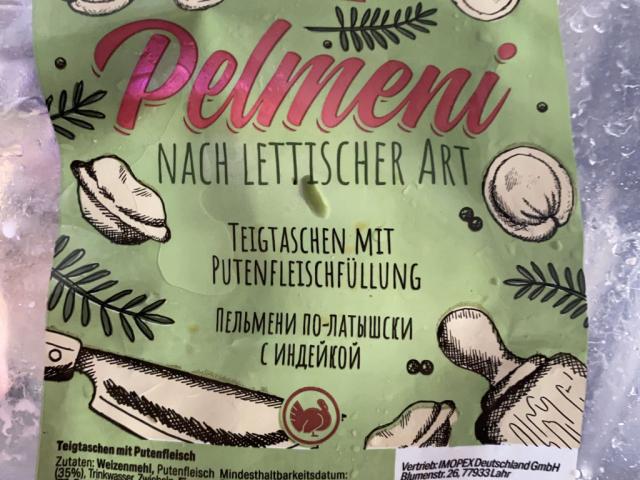 Pelmeni
NACH LETTISCHER ART
TEIGTASCHEN MIT
PUTENFLEISCHFÜLLUNG
ПЕЛЬМЕНИ ПО-ЛАТЫШСКИ
С ИНДЕЙКОЙ
Teigtaschen mit Putenfleisch
Zutaten: Weizenmehl, Putenfleisch
(35%), Trinkwasser, Zwiebeln,
Mindesthaltbarkeitsdatum:
Vertrieb: IMOPEX Deutschland GmbH
Blumenstr. 26, 77933 Lahr